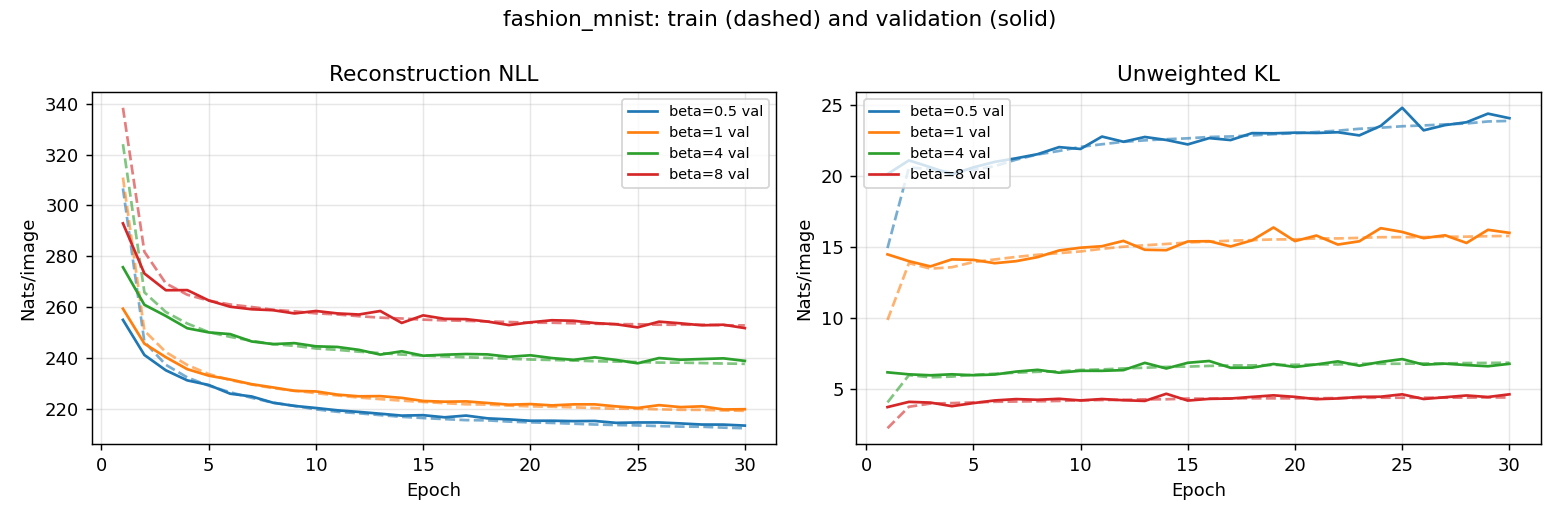 fashion_mnist: train (dashed) and validation (solid)
Reconstruction NLL
Nats/image
340
320
300
280
260
240
220
beta=0.5 val
beta=1 val
beta=4 val
beta=8 val
0
5
10
15
20
25
30
Epoch
Unweighted KL
Nats/image
25
20
15
10
5
beta=0.5 val
beta=1 val
beta=4 val
beta=8 val
0
5
10
15
20
25
30
Epoch